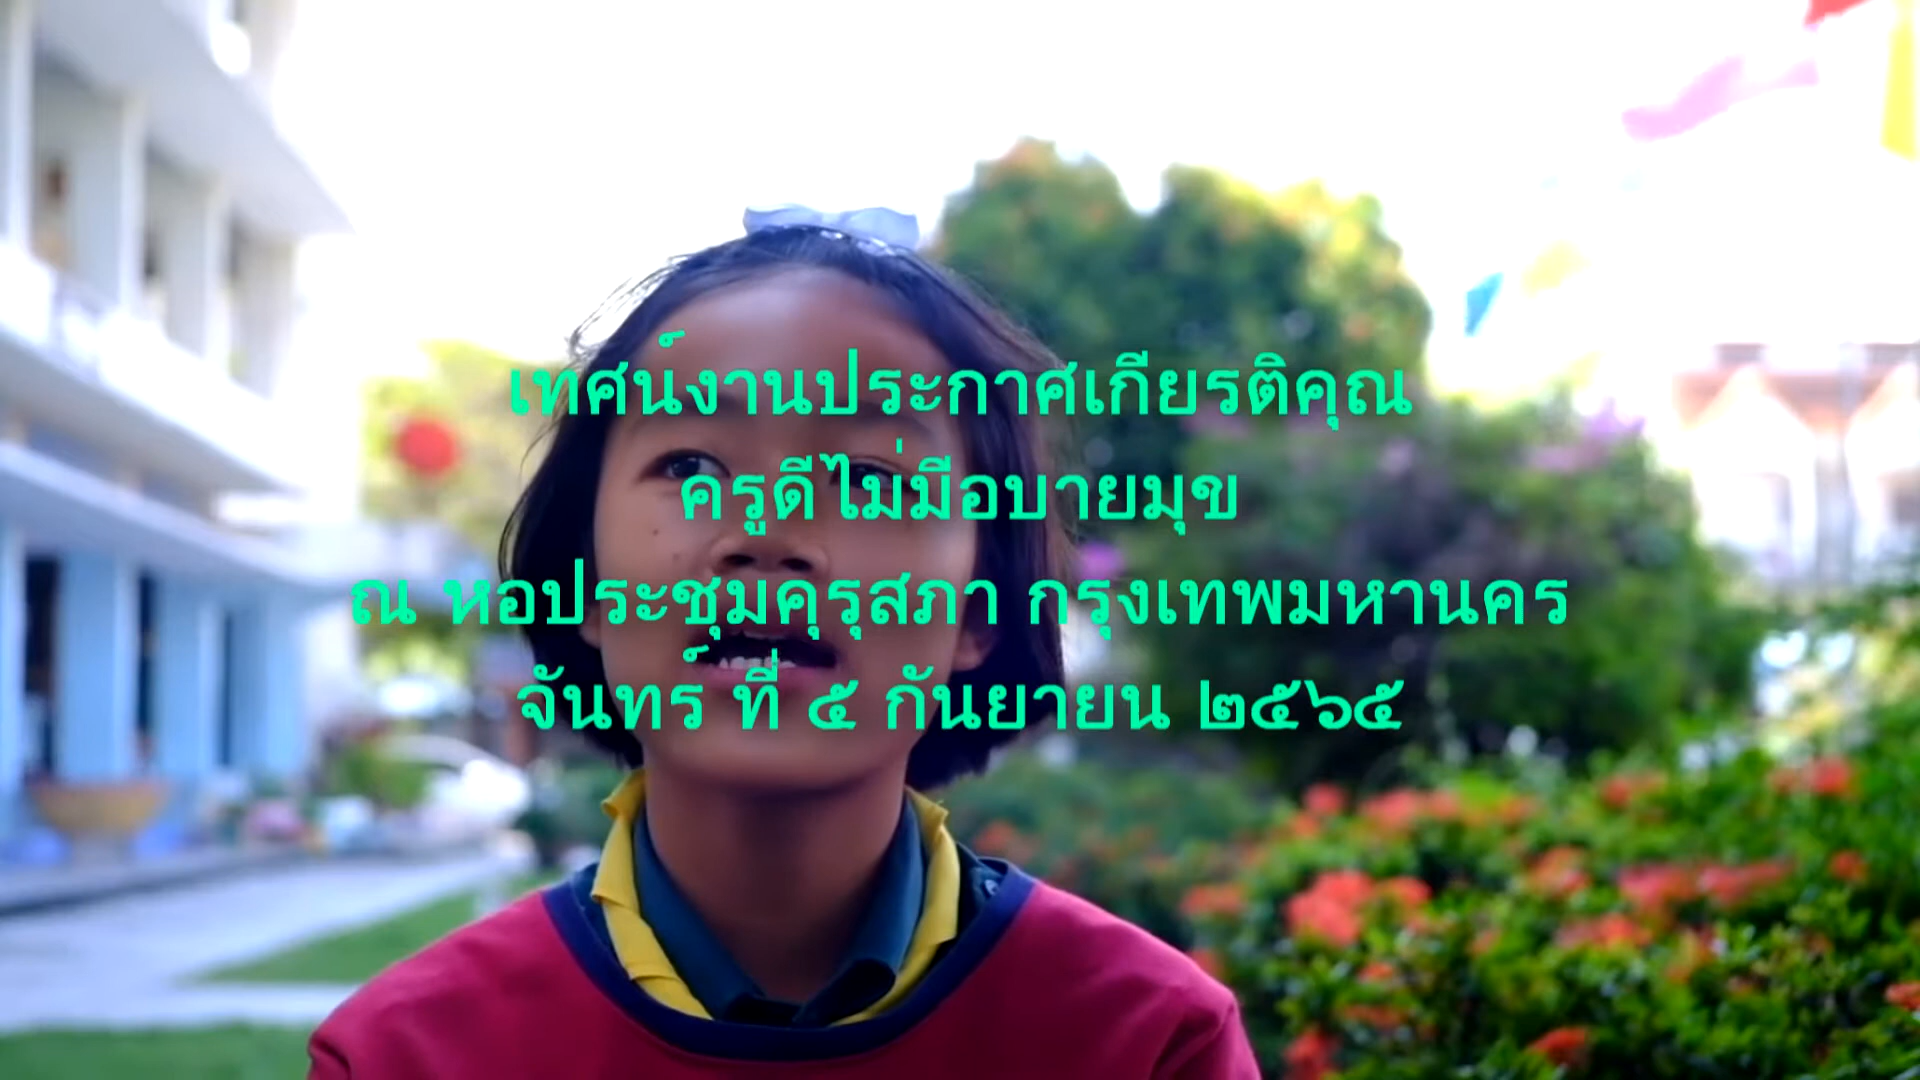 เทศน์งานประกาศเกียรติคุณ
ครูดีไม่มีอบายมุข
ณ หอประชุมคุรุสภา กรุงเทพมหานคร
จันทร์ ที่ ๕ กันยายน ๒๕๖๕